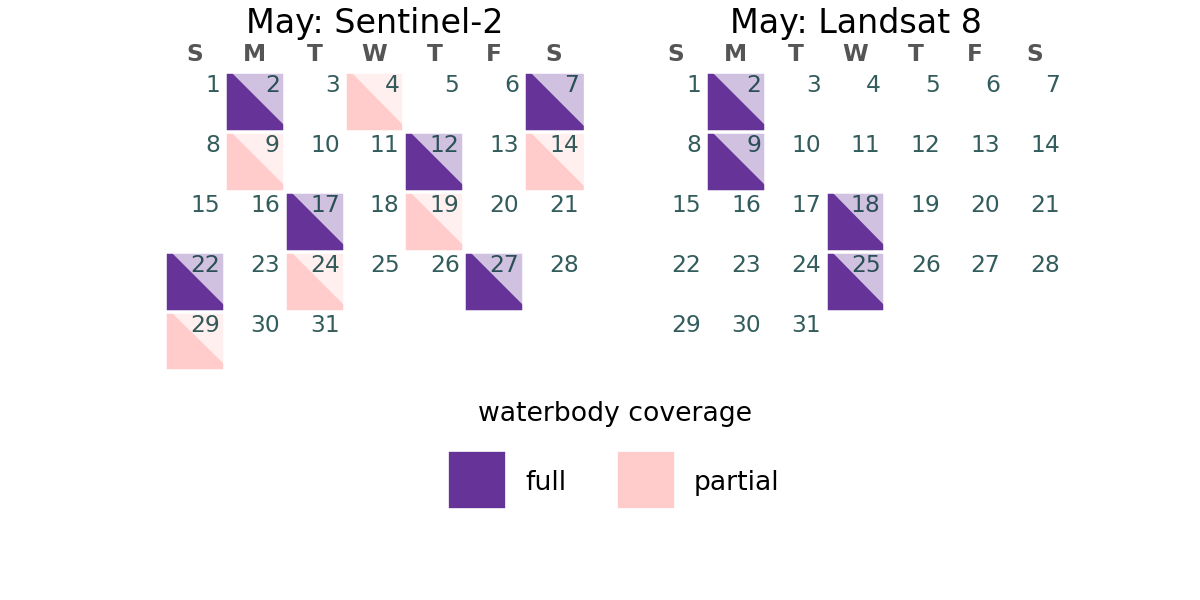 May: Sentinel-2
S M T W T F S
1 2 3 4 5 6 7
8 9 10 11 12 13 14
15 16 17 18 19 20 21
22 23 24 25 26 27 28
29 30 31
May: Landsat 8
S M T W T F S
1 2 3 4 5 6 7
8 9 10 11 12 13 14
15 16 17 18 19 20 21
22 23 24 25 26 27 28
29 30 31
waterbody coverage
full
partial